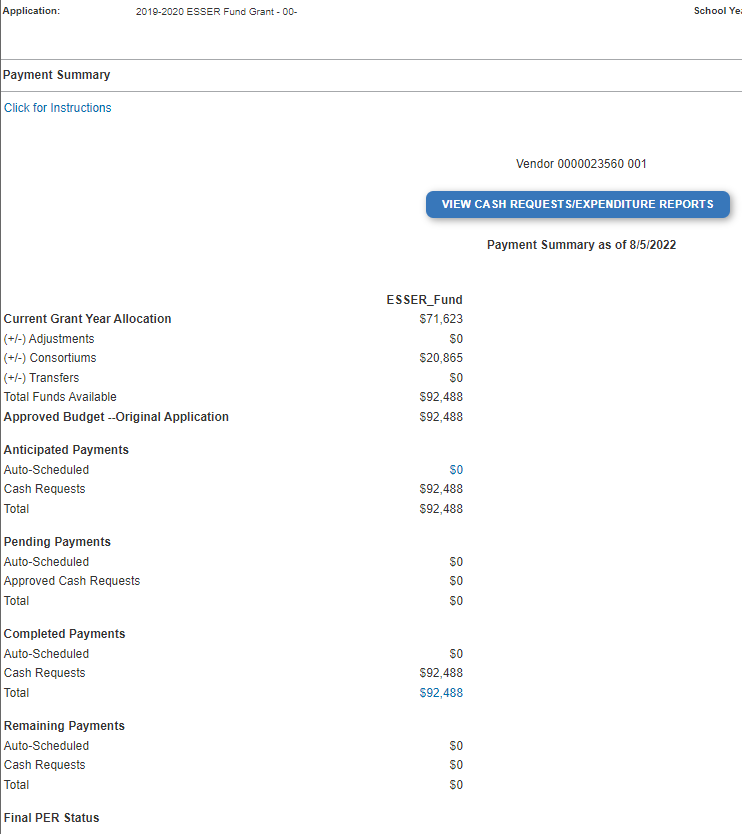 Application: 2019-2020 ESSER Fund Grant - 00- School Yea
Payment Summary
Click for Instructions
Vendor 0000023560 001
VIEW CASH REQUESTS/EXPENDITURE REPORTS
Payment Summary as of 8/5/2022
ESSER_Fund
Current Grant Year Allocation $71,623
(+/-) Adjustments $0
(+/-) Consortiums $20,865
(+/-) Transfers $0
Total Funds Available $92,488
Approved Budget --Original Application $92,488
Anticipated Payments
Auto-Scheduled $0
Cash Requests $92,488
Total $92,488
Pending Payments
Auto-Scheduled $0
Approved Cash Requests $0
Total $0
Completed Payments
Auto-Scheduled $0
Cash Requests $92,488
Total $92,488
Remaining Payments
Auto-Scheduled $0
Cash Requests $0
Total $0
Final PER Status